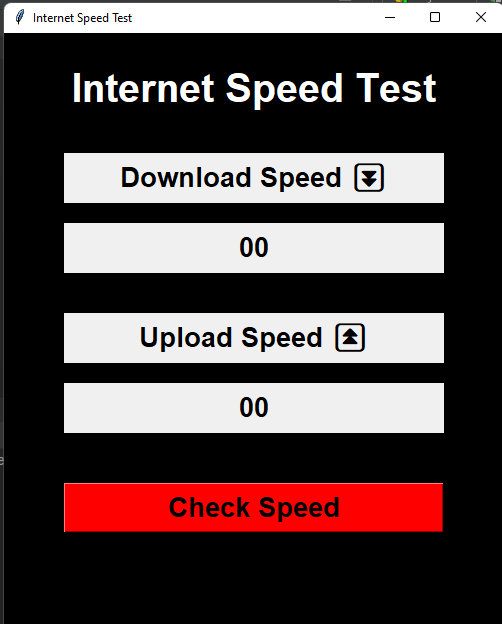 Internet Speed Test
Internet Speed Test
Download Speed ⏬
00
Upload Speed ⏫
00
Check Speed